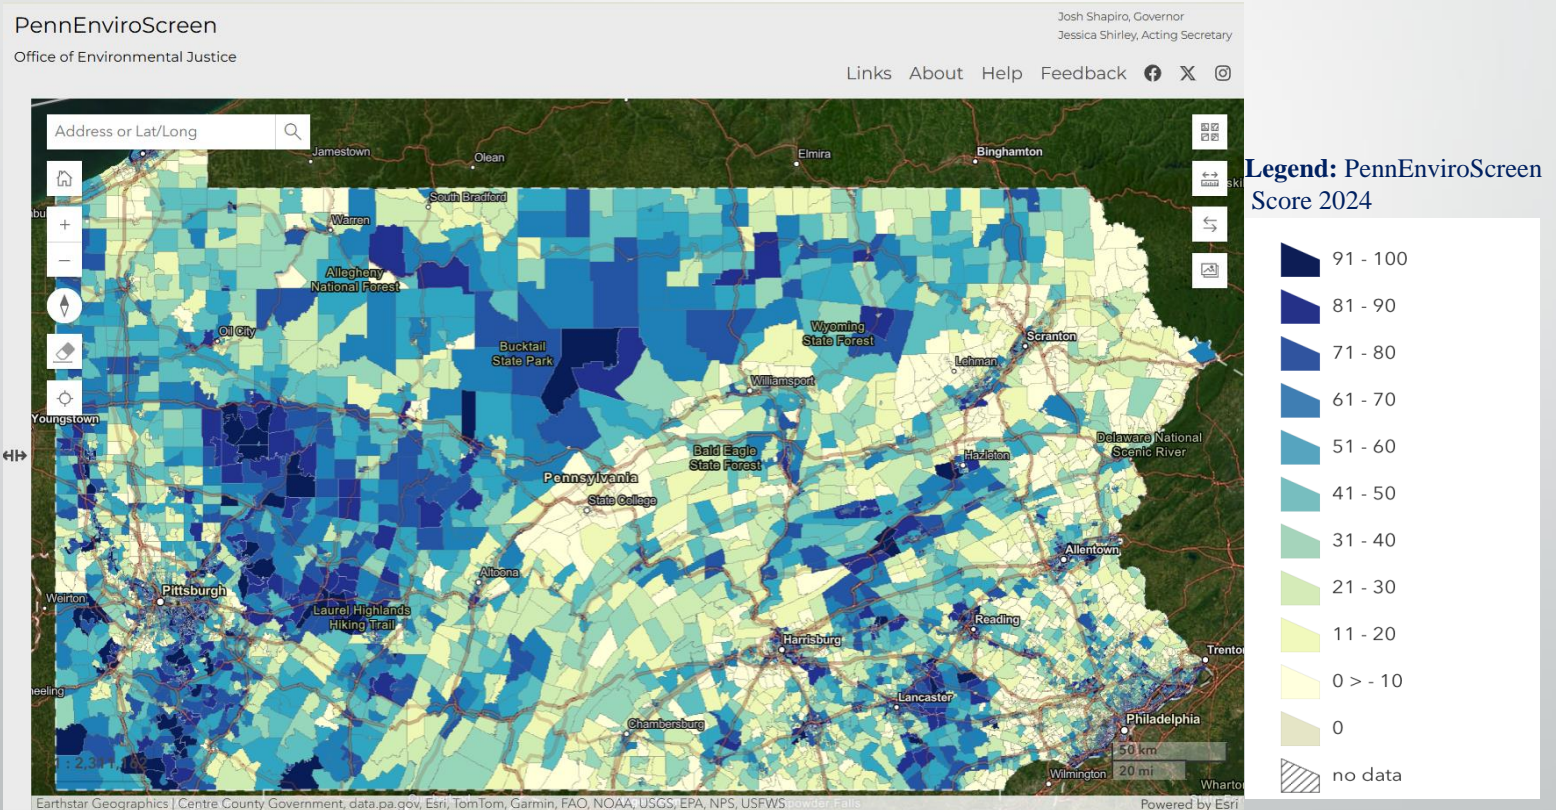 PennEnviroScreen
Office of Environmental Justice
Josh Shapiro, Governor
Jessica Shirley, Acting Secretary
Links About Help Feedback
Address or Lat/Long
Jamestown
Olean
Elmira
Binghamton
South Bradford
Warren
Allegheny
National Forest
Oil City
Bucktail
State Park
Wyoming
State Forest
Scranton
Lehman
Williamsport
Youngstown
Bald Eagle
State Forest
Delaware National
Scenic River
Hazleton
Pennsylvania
State College
Allentown
Altoona
Pittsburgh
Weirton
Laurel Highlands
Hiking Trail
Reading
Harrisburg
Trento
Lancaster
Chambersburg
Philadelphia
50 km
20 mi
Wilmington
Wharto
Earthstar Geographics | Centre County Government, data.pa.gov, Esri, TomTom, Garmin, FAO, NOAA, USGS, EPA, NPS, USFWS
Powered by Esri
Legend: PennEnviroScreen
Score 2024
91 - 100
81 - 90
71 - 80
61 - 70
51 - 60
41 - 50
31 - 40
21 - 30
11 - 20
0 > - 10
0
no data